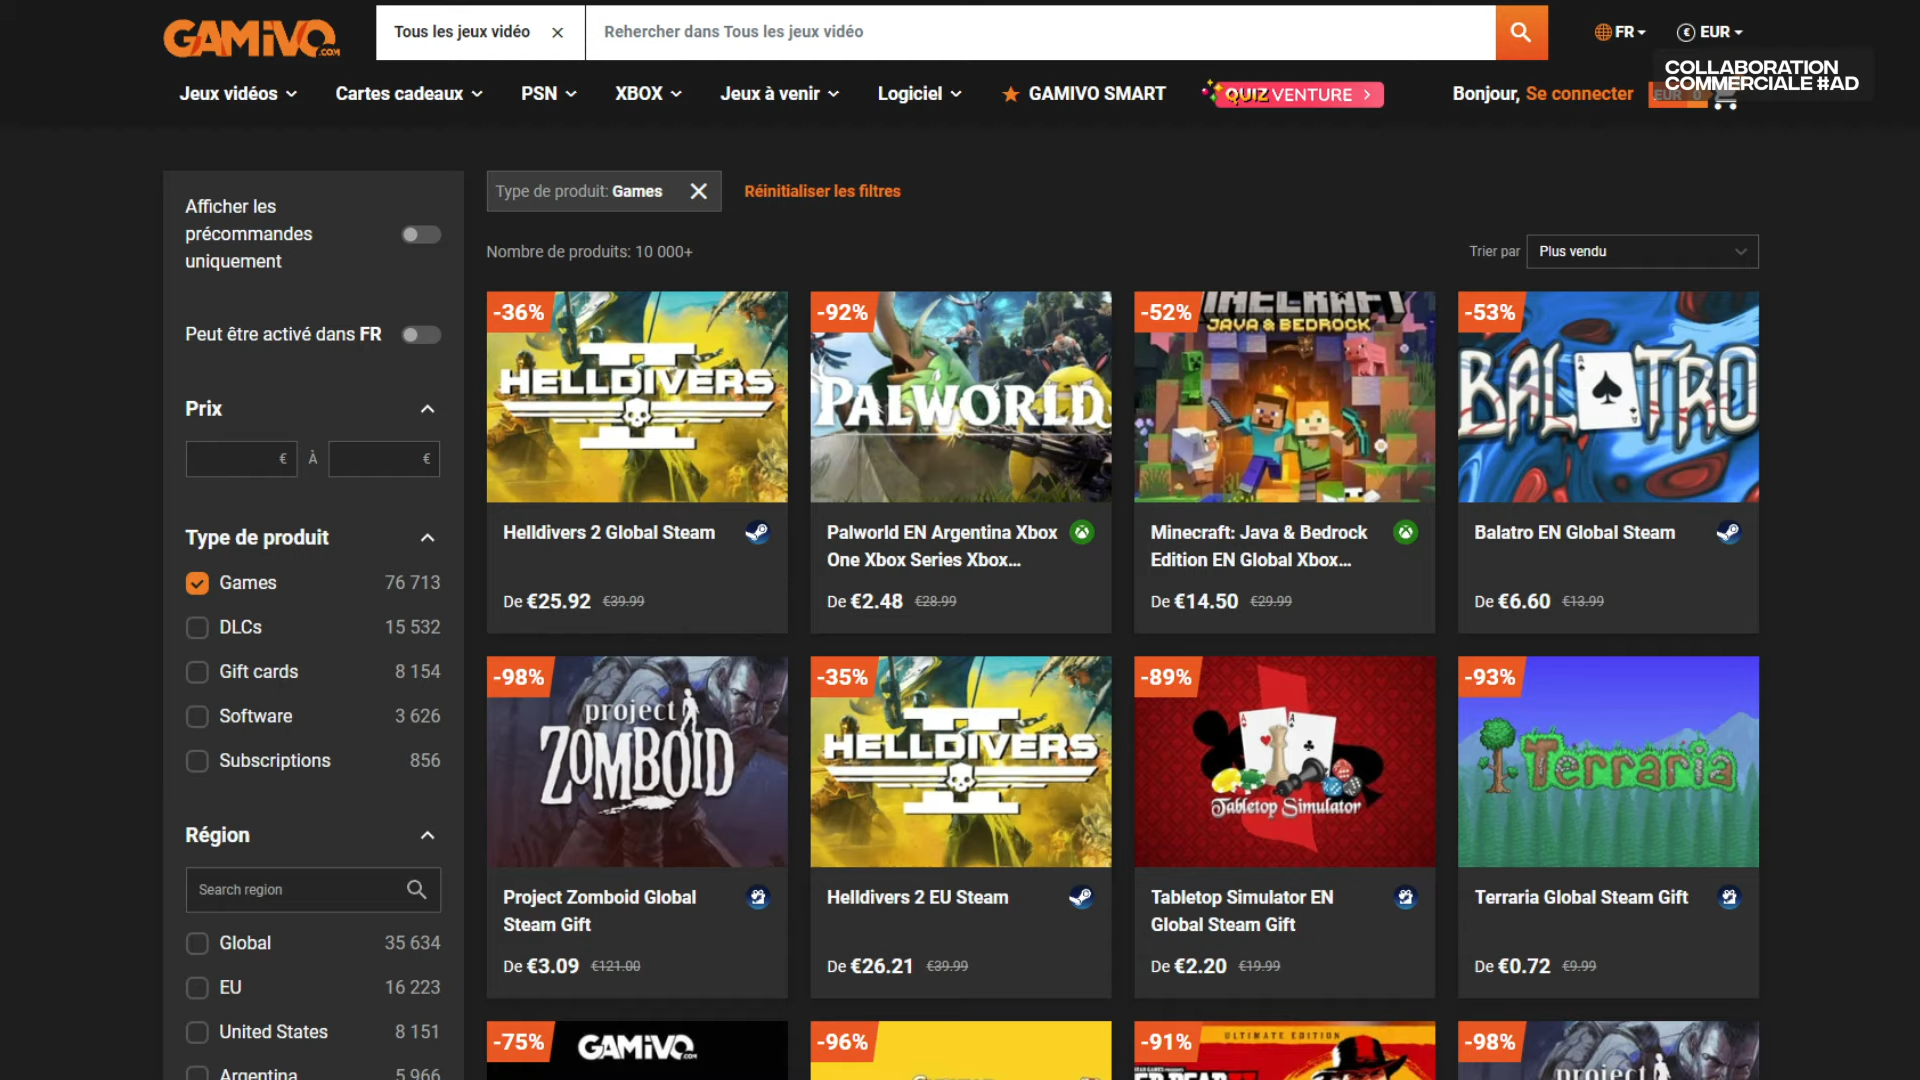 GAMIVO.COM
Tous les jeux vidéo
Rehercher dans Tous les jeux vidéo
FR
€ EUR
COLLABORATION
COMMERCIALE #AD
Jeux vidéos
Cartes cadeaux
PSN
XBOX
Jeux à venir
Logiciel
GAMIVO SMART
QUIZ VENTURE
Bonjour, Se connecter
EUR 0
Afficher les
précommandes
uniquement
Peut être activé dans FR
Prix
€ À €
Type de produit
Games 76 713
DLCs 15 532
Gift cards 8 154
Software 3 626
Subscriptions 856
Région
Search region
Global 35 634
EU 16 223
United States 8 151
Argentina 5 966
Type de produit: Games
Réinitialiser les filtres
Nombre de produits: 10 000+
Trier par
Plus vendu
-36%
HELLDIVERS
II
Helldivers 2 Global Steam
De €25.92 €39.99
-92%
PALWORLD
Palworld EN Argentina Xbox
One Xbox Series Xbox...
De €2.48 €28.99
-52%
MINECRAFT
JAVA & BEDROCK
Minecraft: Java & Bedrock
Edition EN Global Xbox...
De €14.50 €29.99
-53%
BALATRO
Balatro EN Global Steam
De €6.60 €13.99
-98%
project
ZOMBOID
Project Zomboid Global
Steam Gift
De €3.09 €121.00
-35%
HELLDIVERS
II
Helldivers 2 EU Steam
De €26.21 €39.99
-89%
Tabletop Simulator
Tabletop Simulator EN
Global Steam Gift
De €2.20 €19.99
-93%
Terraria
Terraria Global Steam Gift
De €0.72 €9.99
-75%
GAMIVO.COM
-96%
-91%
ULTIMATE EDITION
-98%
project